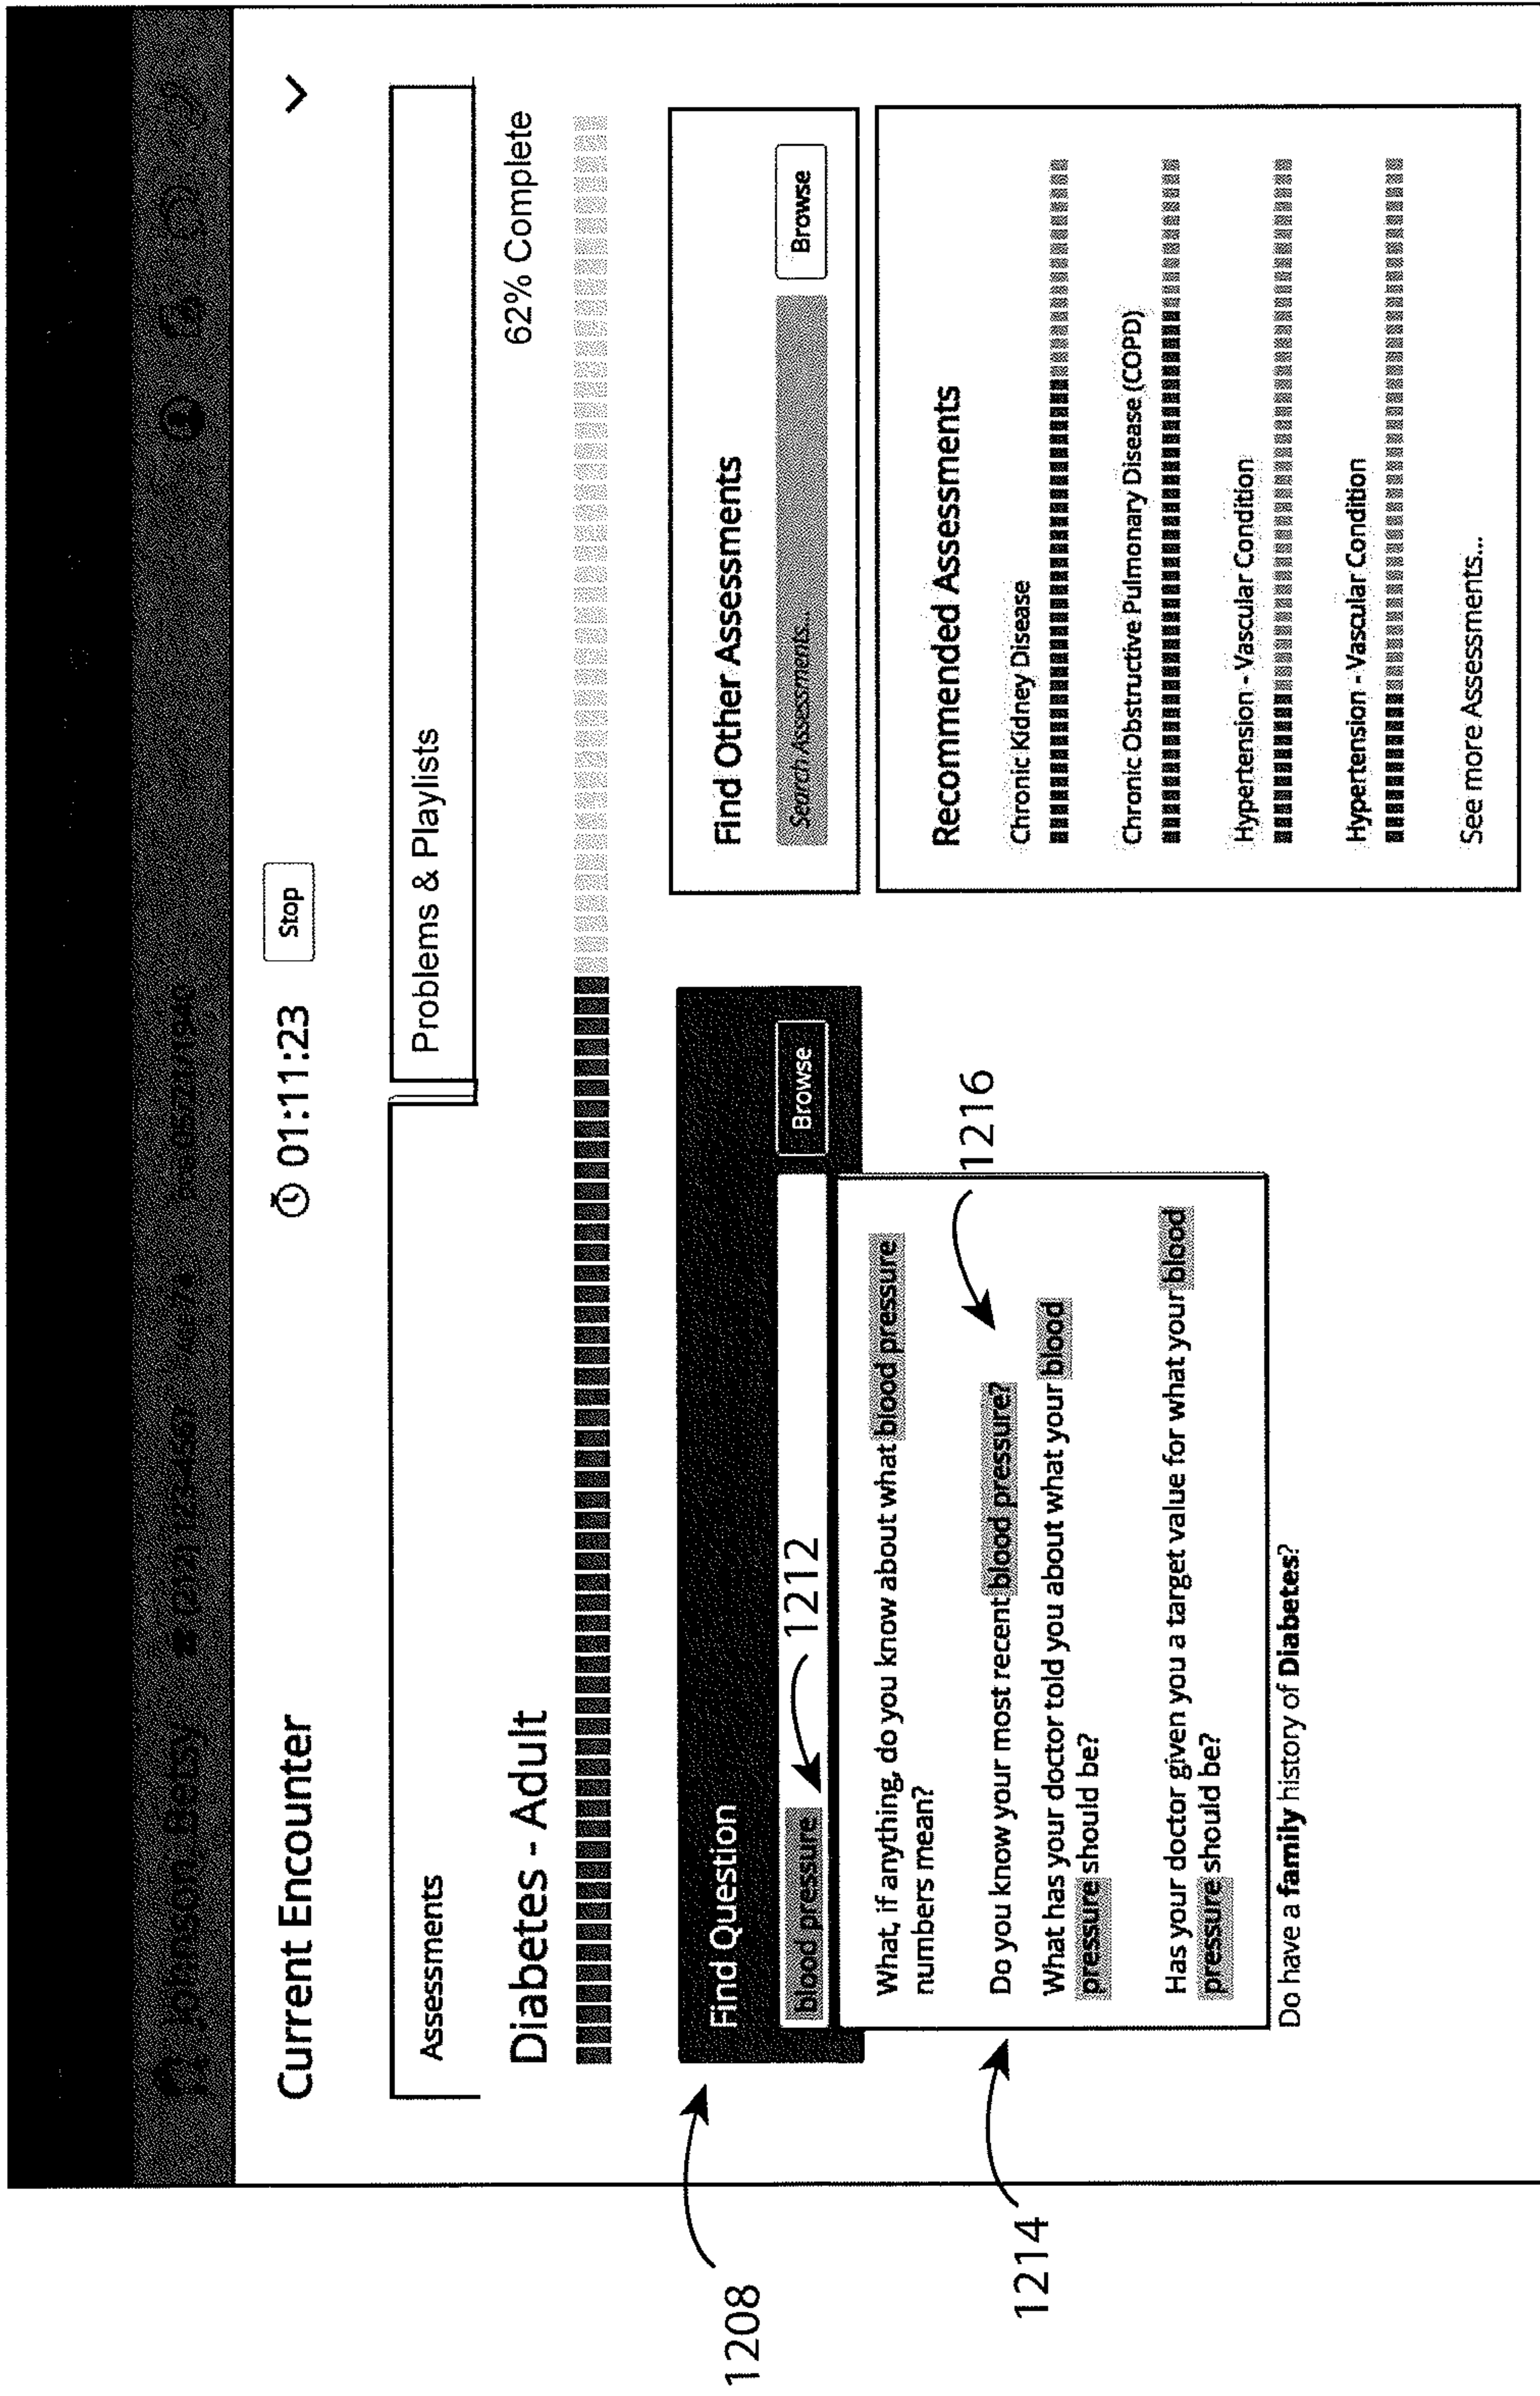 Johnson, Betsy
Current Encounter
01:11:23
Stop
Assessments
Problems & Playlists
Diabetes - Adult
62% Complete
Find Question
blood pressure
1212
Browse
1208
What, if anything, do you know about what blood pressure
numbers mean?
Do you know your most recent blood pressure?
1216
What has your doctor told you about what your blood
pressure should be?
Has your doctor given you a target value for what your blood
pressure should be?
1214
Do have a family history of Diabetes?
Find Other Assessments
Search Assessments...
Browse
Recommended Assessments
Chronic Kidney Disease
Chronic Obstructive Pulmonary Disease (COPD)
Hypertension - Vascular Condition
Hypertension - Vascular Condition
See more Assessments...